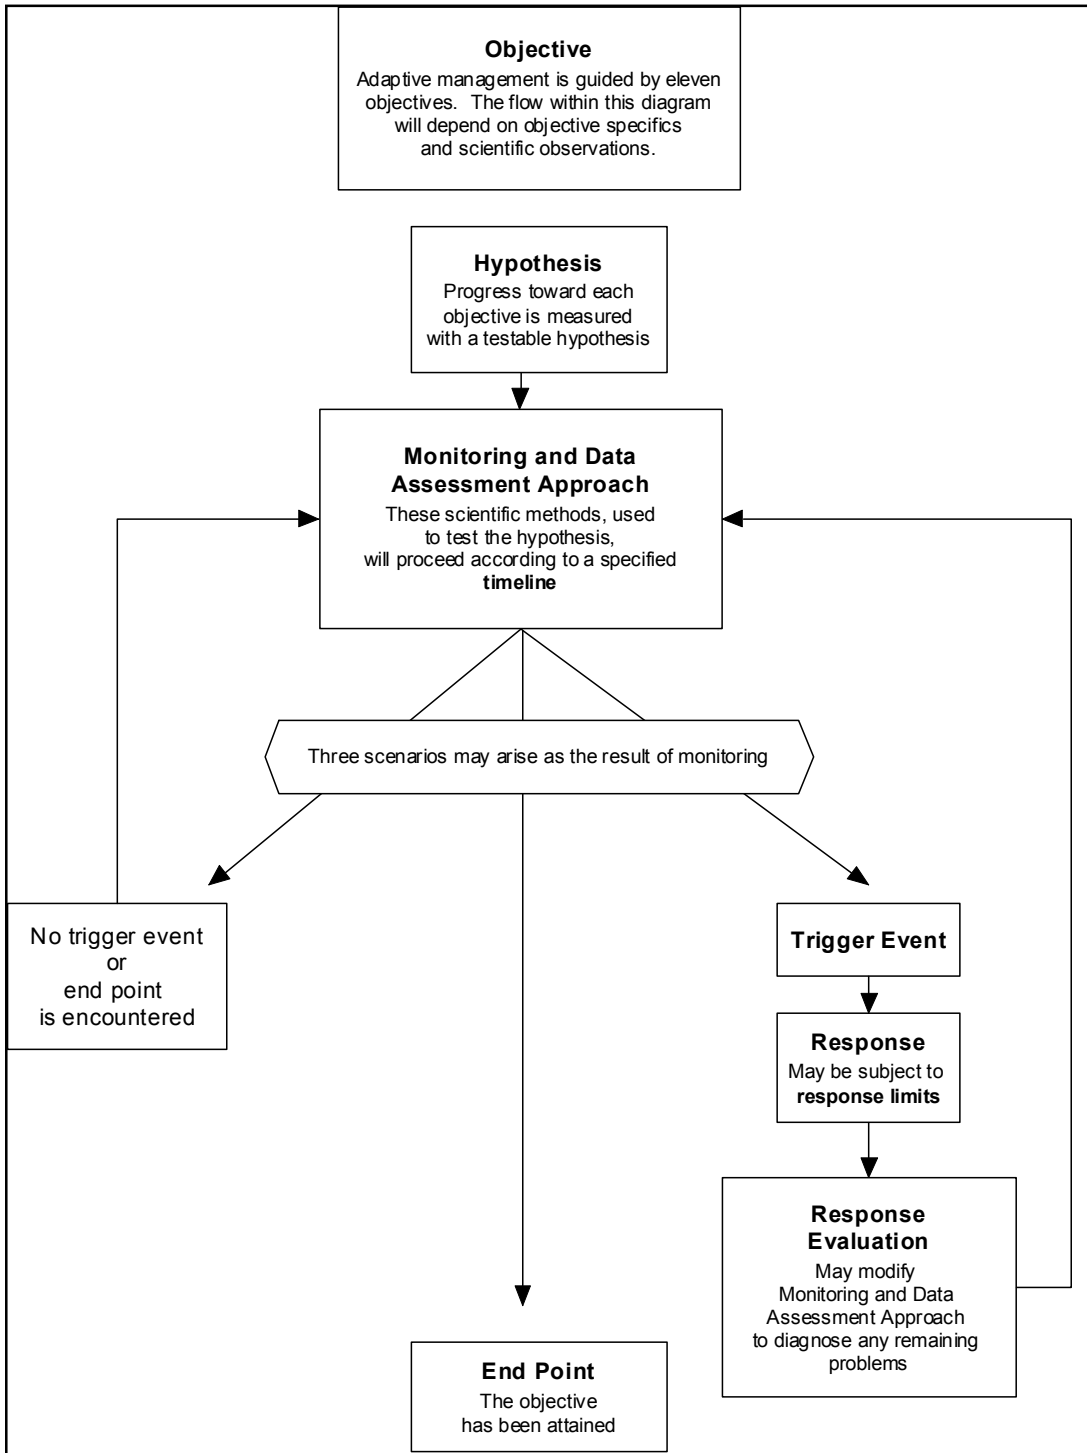 Objective
Adaptive management is guided by eleven
objectives. The flow within this diagram
will depend on objective specifics
and scientific observations.
Hypothesis
Progress toward each
objective is measured
with a testable hypothesis
Monitoring and Data
Assessment Approach
These scientific methods, used
to test the hypothesis,
will proceed according to a specified
timeline
Three scenarios may arise as the result of monitoring
No trigger event
or
end point
is encountered
Trigger Event
Response
May be subject to
response limits
Response
Evaluation
May modify
Monitoring and Data
Assessment Approach
to diagnose any remaining
problems
End Point
The objective
has been attained